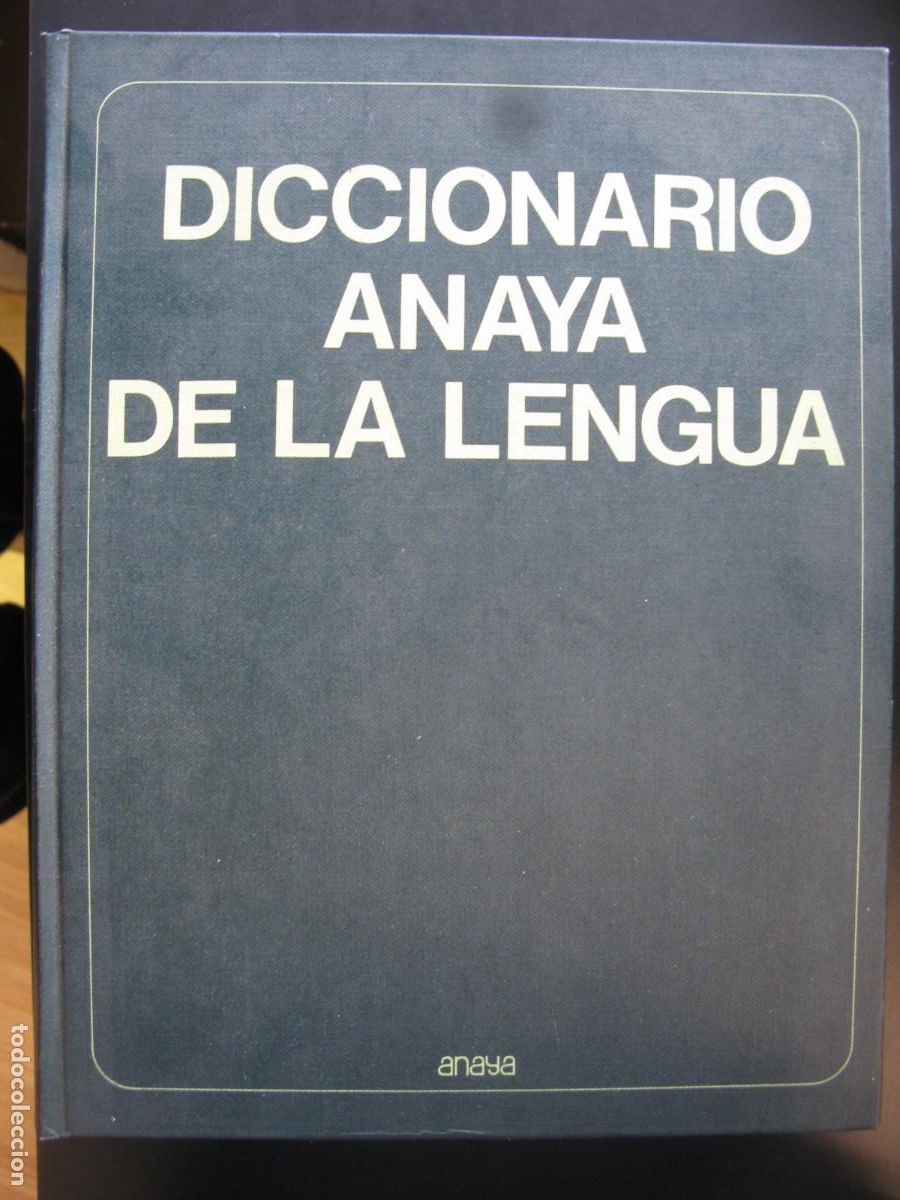 DICCIONARIO
ANAYA
DE LA LENGUA
anaya
todocoleccion